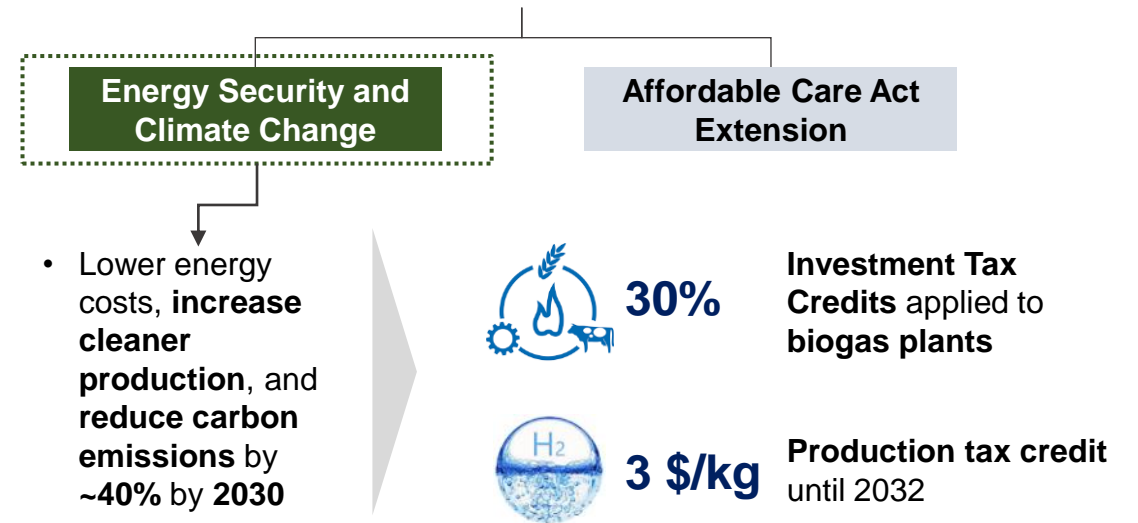 Energy Security and
Climate Change
Affordable Care Act
Extension
• Lower energy
costs, increase
cleaner
production, and
reduce carbon
emissions by
~40% by 2030
30%
Investment Tax
Credits applied to
biogas plants
H2
3 $/kg
Production tax credit
until 2032